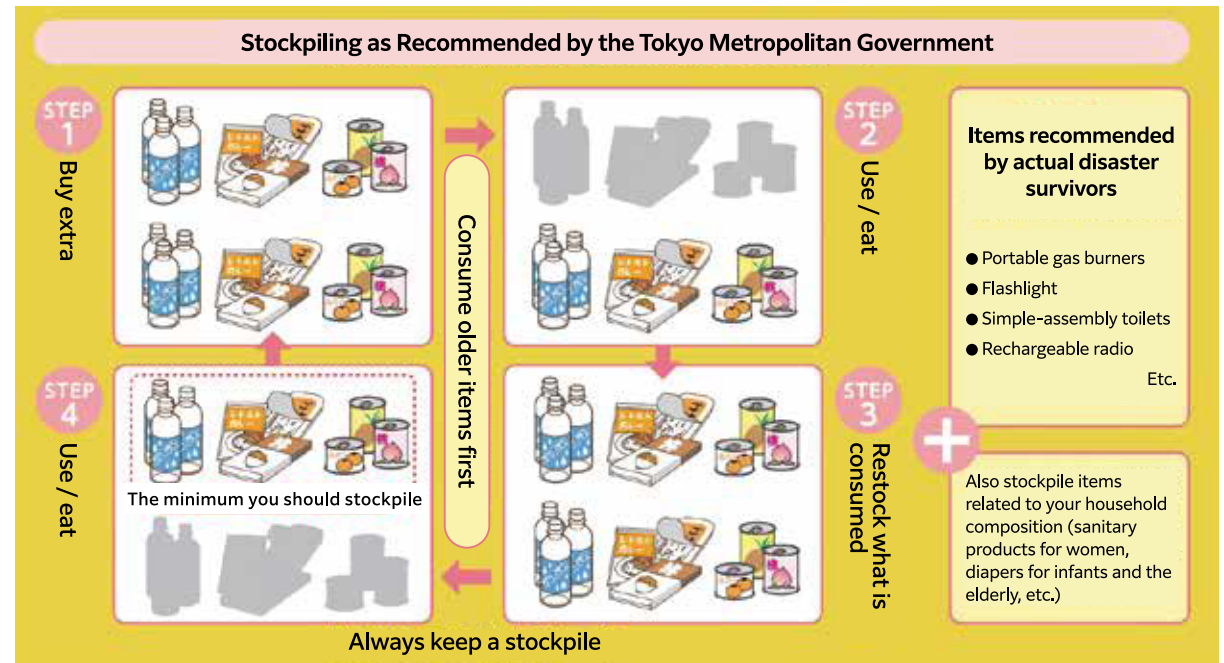 Stockpiling as Recommended by the Tokyo Metropolitan Government
STEP
1
Buy extra
STEP
2
Use / eat
Consume older items first
STEP
3
Restock what is
consumed
STEP
4
Use / eat
The minimum you should stockpile
Always keep a stockpile
Items recommended
by actual disaster
survivors
● Portable gas burners
● Flashlight
● Simple-assembly toilets
● Rechargeable radio
Etc.
+
Also stockpile items
related to your household
composition (sanitary
products for women,
diapers for infants and the
elderly, etc.)